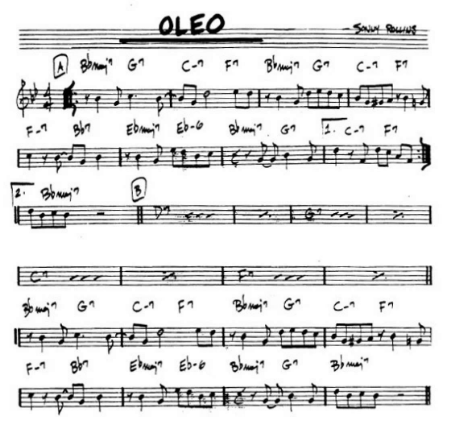 OLEO
- SONNY ROLLINS
A Bbmaj7 G7 C-7 F7 Bbmaj7 G7 C-7 F7
F-7 Bb7 Ebmaj7 Eb-6 Bbmaj7 G7 1. C-7 F7
2. Bbmaj7 B
D7 G7
C7 F7
Bbmaj7 G7 C-7 F7 Bbmaj7 G7 C-7 F7
F-7 Bb7 Ebmaj7 Eb-6 Bbmaj7 G7 Bbmaj7